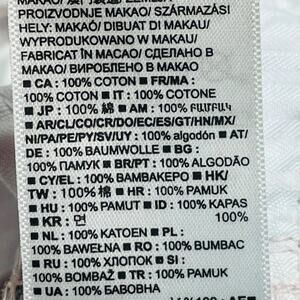 PROIZVODNJE MAKAO/ SZÁRMAZÁSI
HELY: MAKAÓ/ DIBUAT DI MAKAU/
WYPRODUKOWANO W MAKAU/
FABRICAT ÎN MACAO/ СДЕЛАНО В
МАКАО/ ВИРОБЛЕНО В МАКАО
■ CA : 100% COTON ■ FR/MA :
100% COTON ■ IT : 100% COTONE
■ JP : 100% 綿 ■ AM : 100% ԲԱՄԲԱԿ
■ AR/CL/CO/CR/DO/EC/ES/GT/HN/MX/
NI/PA/PE/PY/SV/UY: 100% algodón ■ AT/
DE : 100% BAUMWOLLE ■ BG :
100% ПАМУК ■ BR/PT: 100% ALGODÃO
■ CY/EL : 100% ΒΑΜΒΑΚΕΡΟ ■ HK/
TW : 100% 棉 ■ HR : 100% PAMUK
■ HU : 100% PAMUT ■ ID : 100% KAPAS
■ KR : 면 100%
■ NL : 100% KATOEN ■ PL :
100% BAWEŁNA ■ RO : 100% BUMBAC
■ RU : 100% ХЛОПОК ■ SI :
100% BOMBAŽ ■ TR : 100% PAMUK
■ UA : 100% БАВОВНА